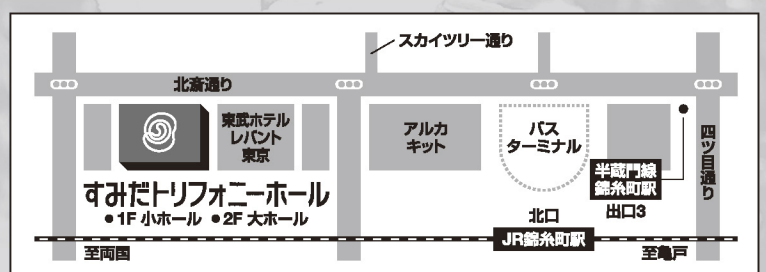 スカイツリー通り
北斎通り
東武ホテル
レバント
東京
アルカ
キット
バス
ターミナル
四ツ目通り
半蔵門線
錦糸町駅
出口3
すみだトリフォニーホール
●1F 小ホール ●2F 大ホール
北口
JR錦糸町駅
至両国
至亀戸